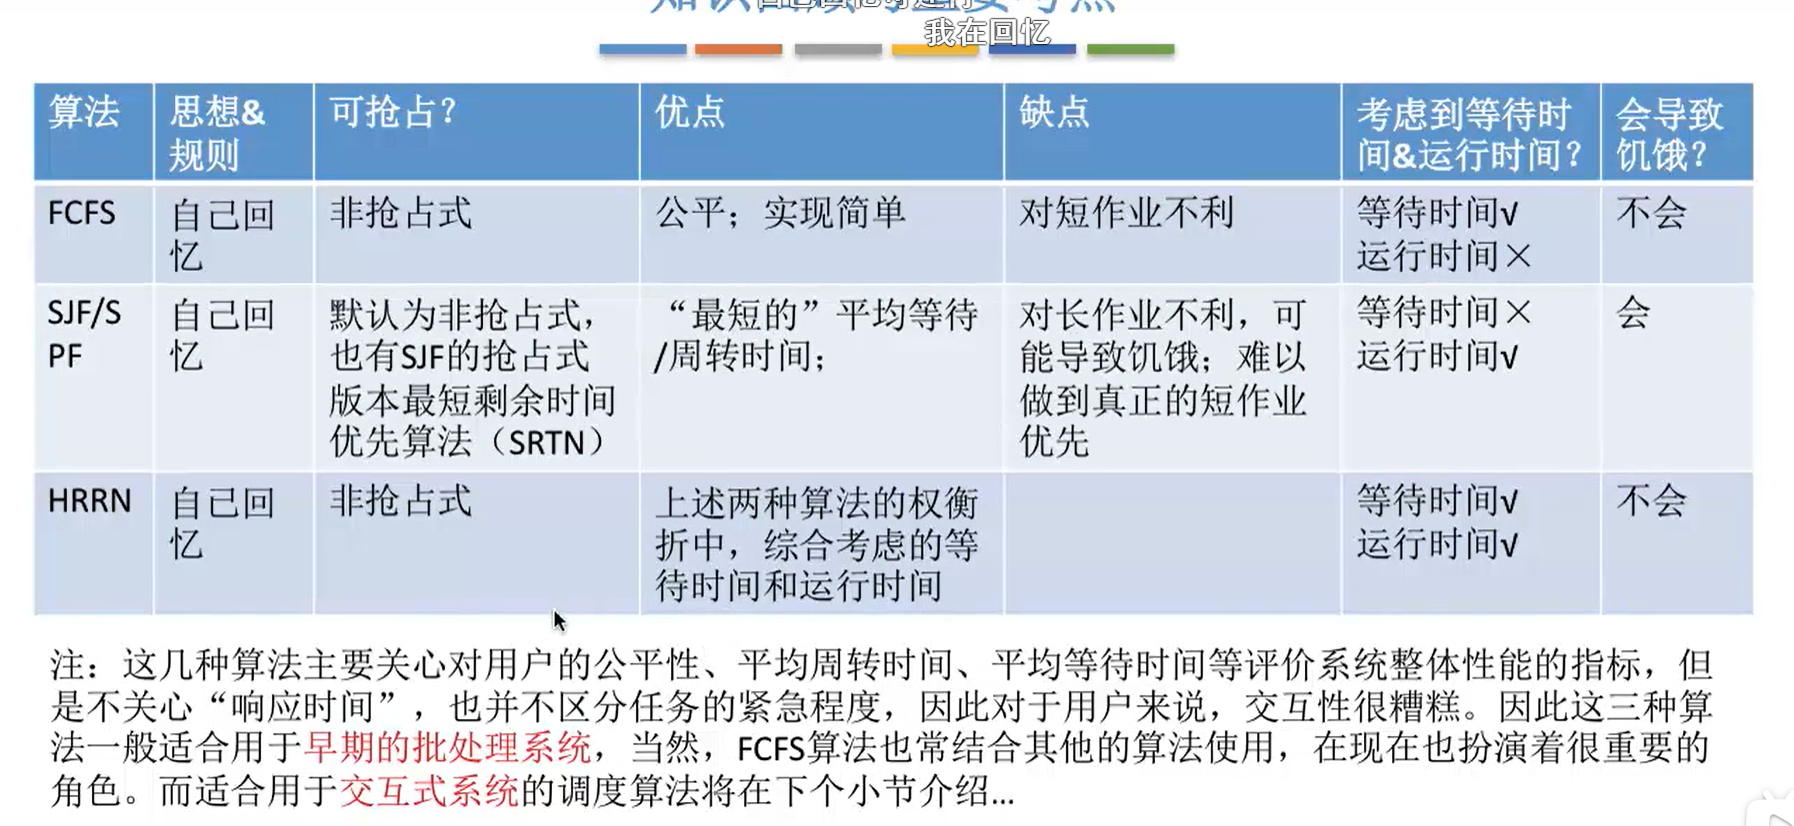 我在回忆
算法
思想&
规则
可抢占？
优点
缺点
考虑到等待时
间&运行时间？
会导致
饥饿？
FCFS
自己回
忆
非抢占式
公平；实现简单
对短作业不利
等待时间√
运行时间×
不会
SJF/S
PF
自己回
忆
默认为非抢占式，
也有SJF的抢占式
版本最短剩余时间
优先算法（SRTN）
“最短的”平均等待
/周转时间；
对长作业不利，可
能导致饥饿；难以
做到真正的短作业
优先
等待时间×
运行时间√
会
HRRN
自己回
忆
非抢占式
上述两种算法的权衡
折中，综合考虑的等
待时间和运行时间
等待时间√
运行时间√
不会
注：这几种算法主要关心对用户的公平性、平均周转时间、平均等待时间等评价系统整体性能的指标，但
是不关心“响应时间”，也并不区分任务的紧急程度，因此对于用户来说，交互性很糟糕。因此这三种算
法一般适合用于早期的批处理系统，当然，FCFS算法也常结合其他的算法使用，在现在也扮演着很重要的
角色。而适合用于交互式系统的调度算法将在下个小节介绍...